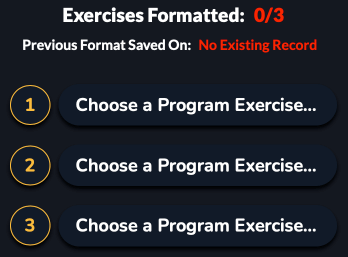 Exercises Formatted: 0/3
Previous Format Saved On: No Existing Record
1 Choose a Program Exercise...
2 Choose a Program Exercise...
3 Choose a Program Exercise...